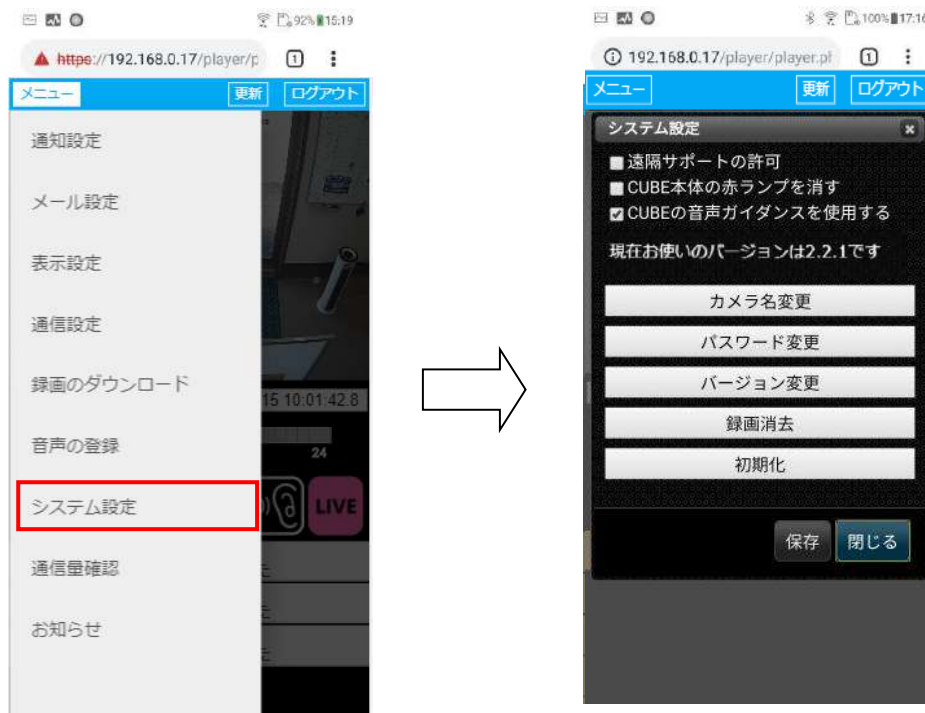 92% 15:19
https://192.168.0.17/player/p
1
メニュー 更新 ログアウト
通知設定
メール設定
表示設定
通信設定
録画のダウンロード
15 10:01:42.8
音声の登録
24
システム設定
LIVE
通信量確認
お知らせ
100% 17:16
192.168.0.17/player/player.ph
1
メニュー 更新 ログアウト
システム設定
遠隔サポートの許可
CUBE本体の赤ランプを消す
CUBEの音声ガイダンスを使用する
現在お使いのバージョンは2.2.1です
カメラ名変更
パスワード変更
バージョン変更
録画消去
初期化
保存 閉じる